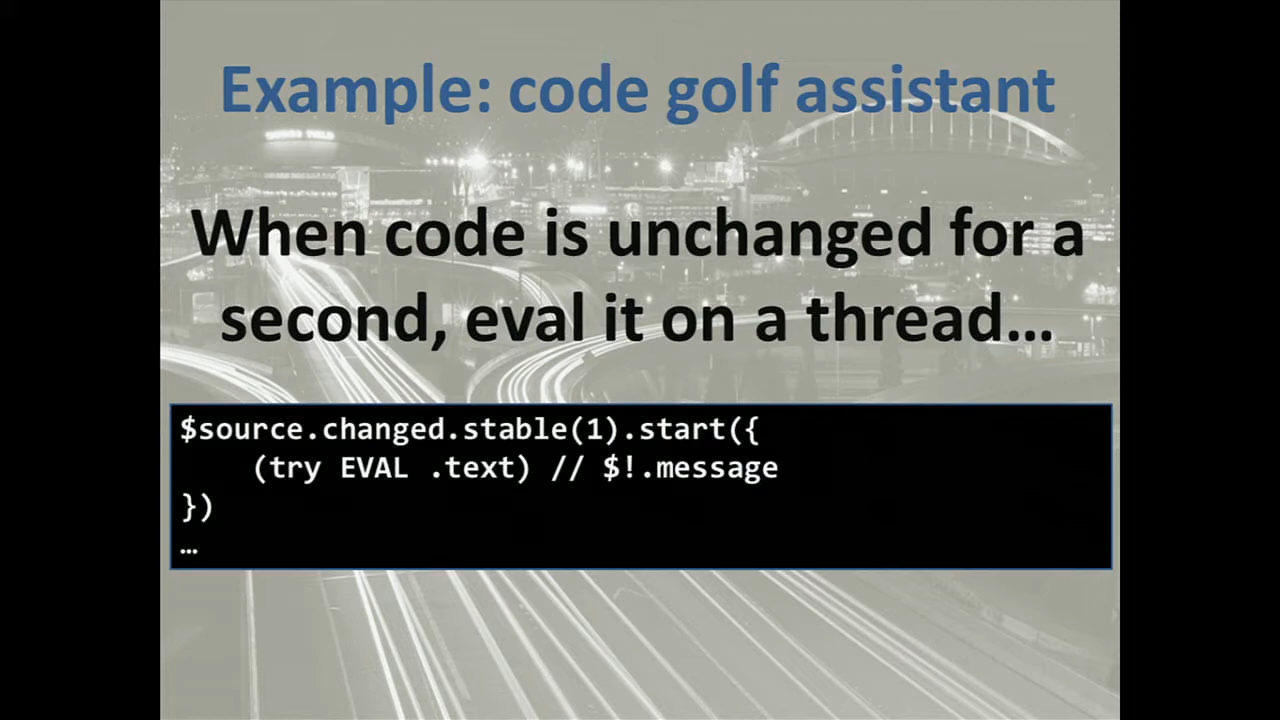 Example: code golf assistant
When code is unchanged for a
second, eval it on a thread…
$source.changed.stable(1).start({
    (try EVAL .text) // $!.message
})
…